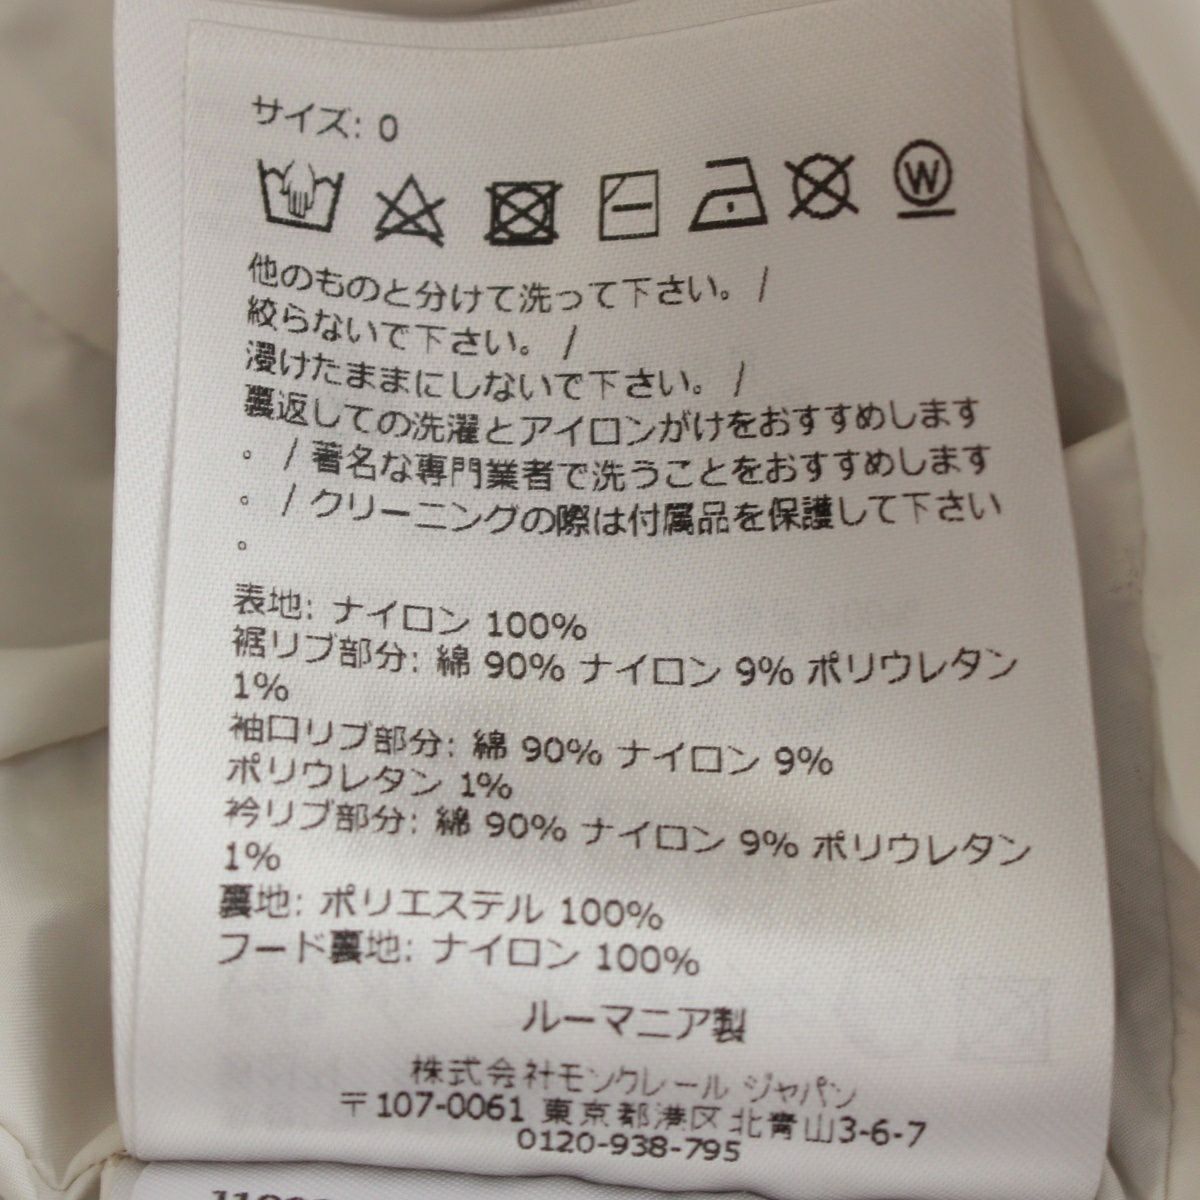 サイズ: 0
W
他のものと分けて洗って下さい。 /
絞らないで下さい。 /
浸けたままにしないで下さい。 /
裏返しての洗濯とアイロンがけをおすすめします
。 / 著名な専門業者で洗うことをおすすめします
。 / クリーニングの際は付属品を保護して下さい
。
表地: ナイロン 100%
裾リブ部分: 綿 90% ナイロン 9% ポリウレタン
1%
袖口リブ部分: 綿 90% ナイロン 9%
ポリウレタン 1%
衿リブ部分: 綿 90% ナイロン 9% ポリウレタン
1%
裏地: ポリエステル 100%
フード裏地: ナイロン 100%
ルーマニア製
株式会社モンクレール ジャパン
〒107-0061 東京都港区北青山3-6-7
0120-938-795